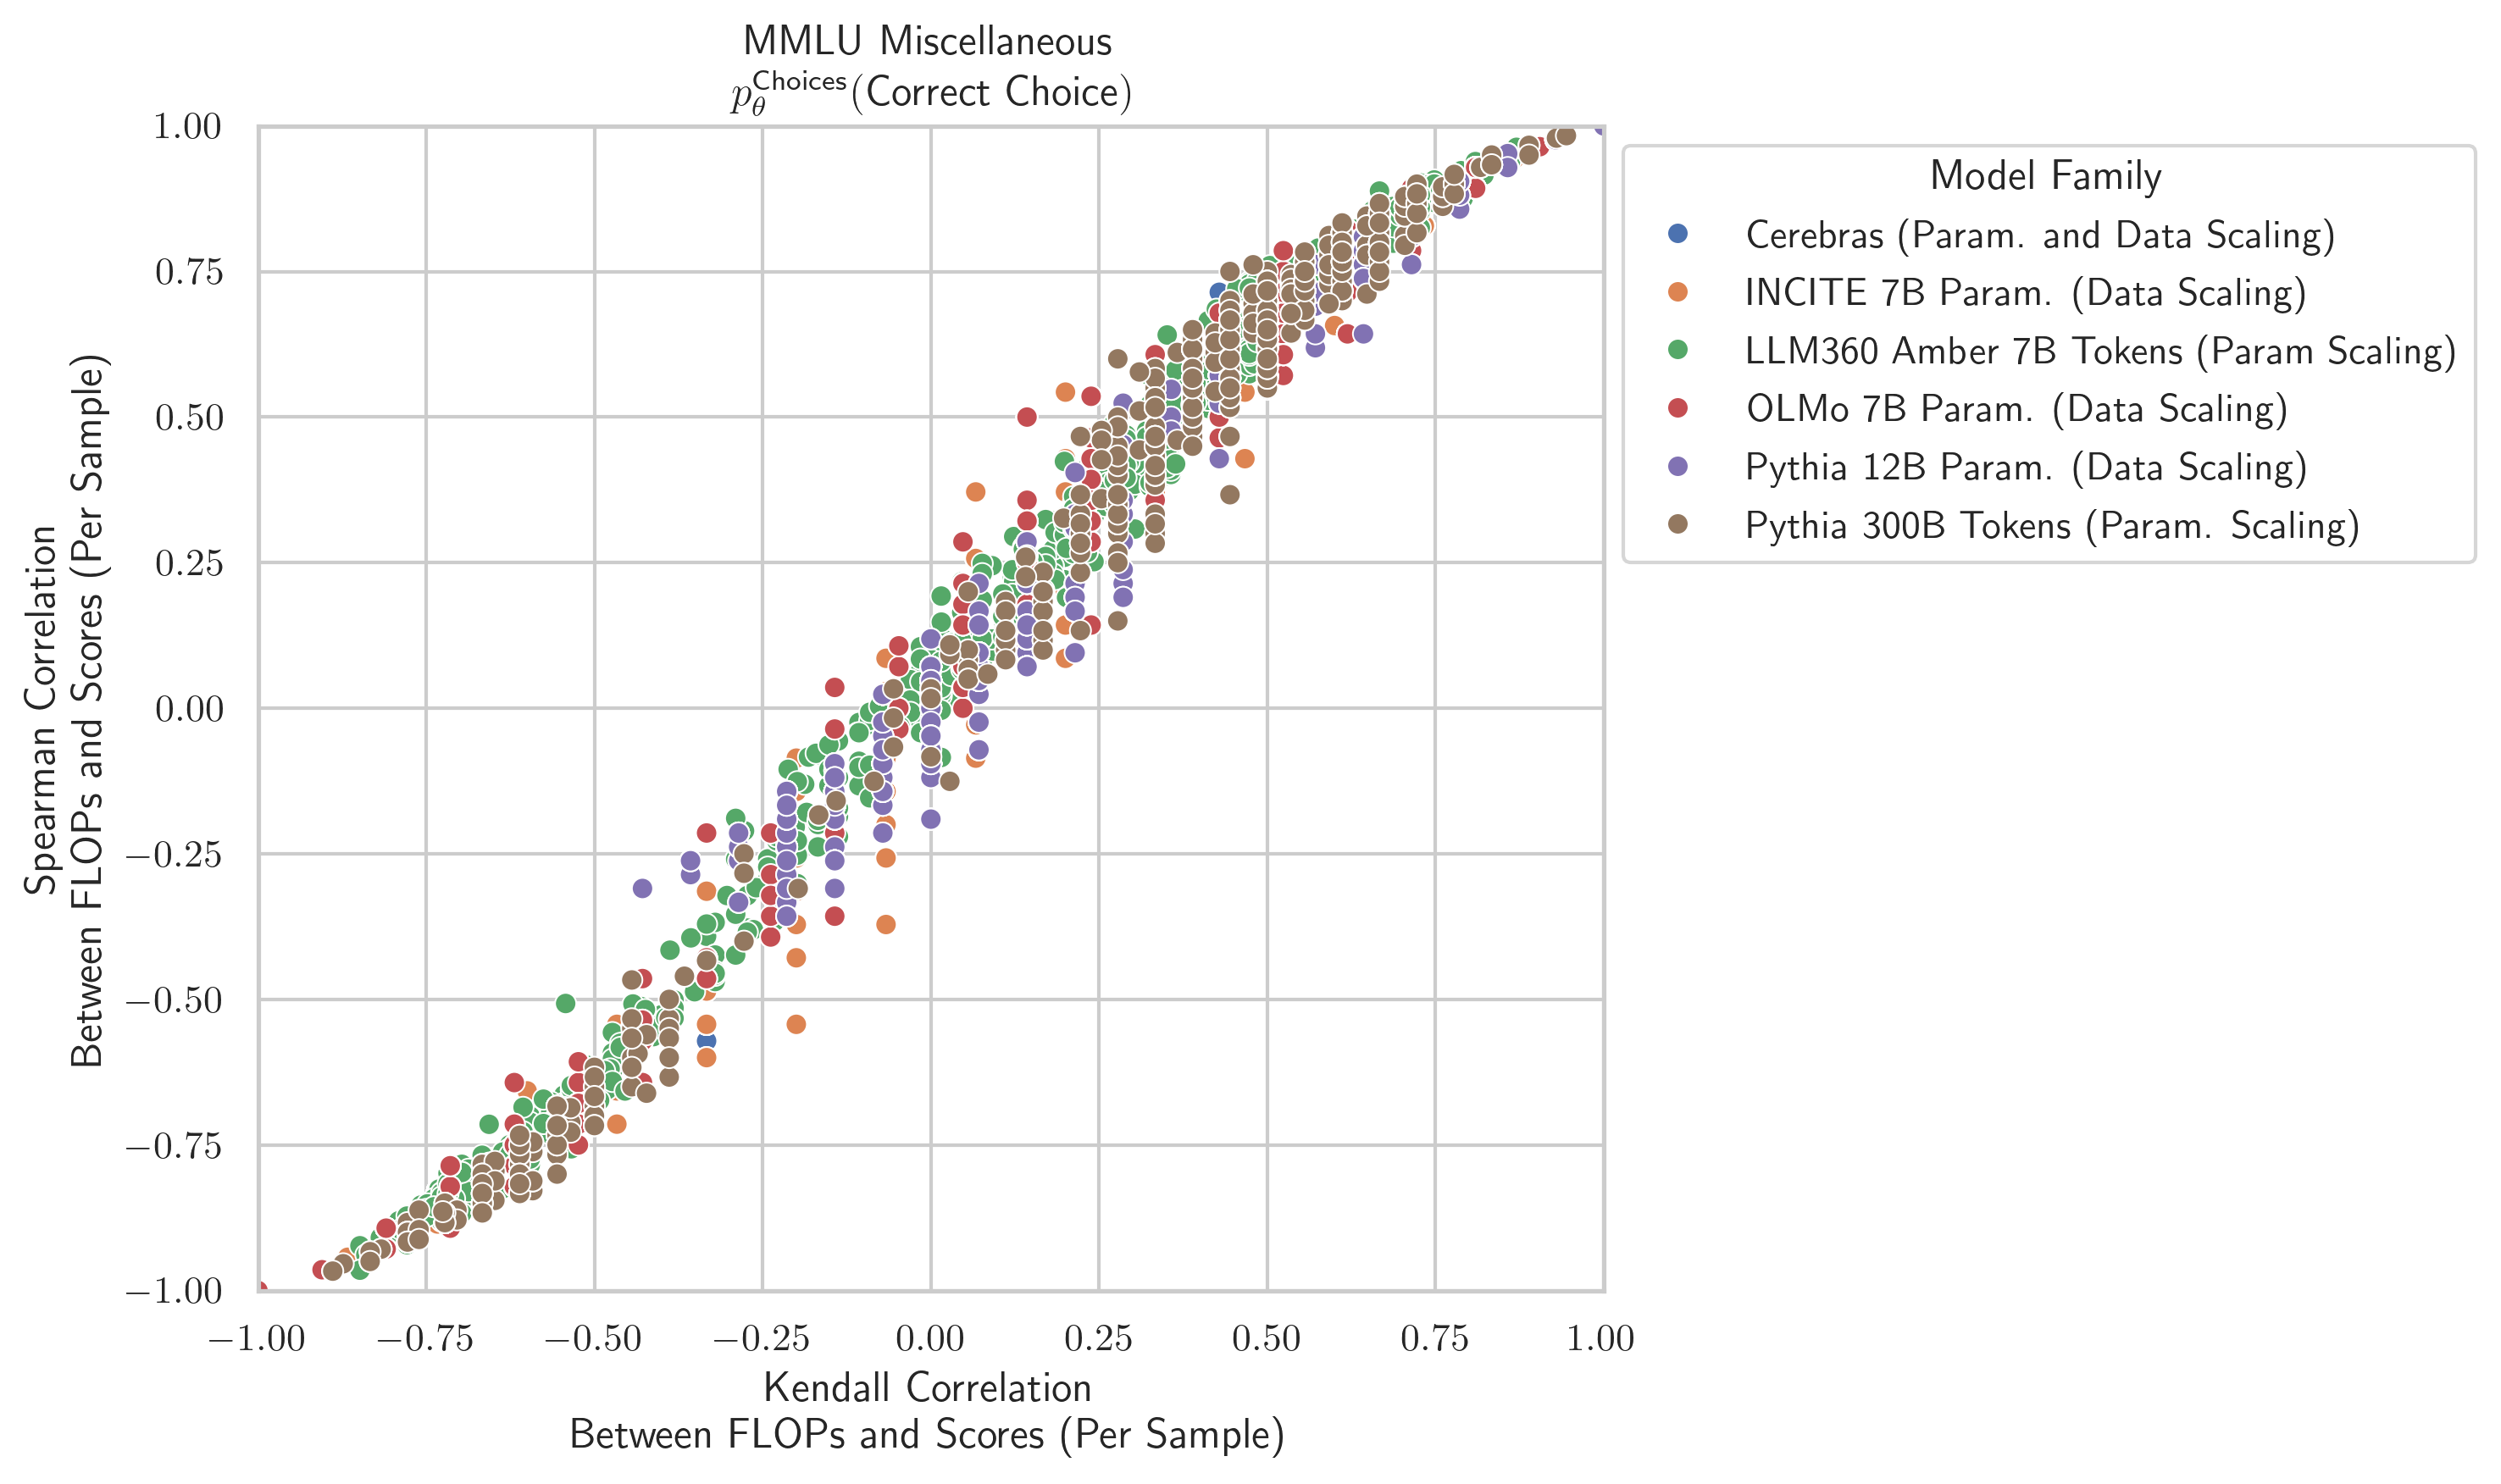 MMLU Miscellaneous
p_θ^Choices(Correct Choice)
Spearman Correlation
Between FLOPs and Scores (Per Sample)
1.00
0.75
0.50
0.25
0.00
−0.25
−0.50
−0.75
−1.00
−1.00 −0.75 −0.50 −0.25 0.00 0.25 0.50 0.75 1.00
Kendall Correlation
Between FLOPs and Scores (Per Sample)
Model Family
Cerebras (Param. and Data Scaling)
INCITE 7B Param. (Data Scaling)
LLM360 Amber 7B Tokens (Param Scaling)
OLMo 7B Param. (Data Scaling)
Pythia 12B Param. (Data Scaling)
Pythia 300B Tokens (Param. Scaling)